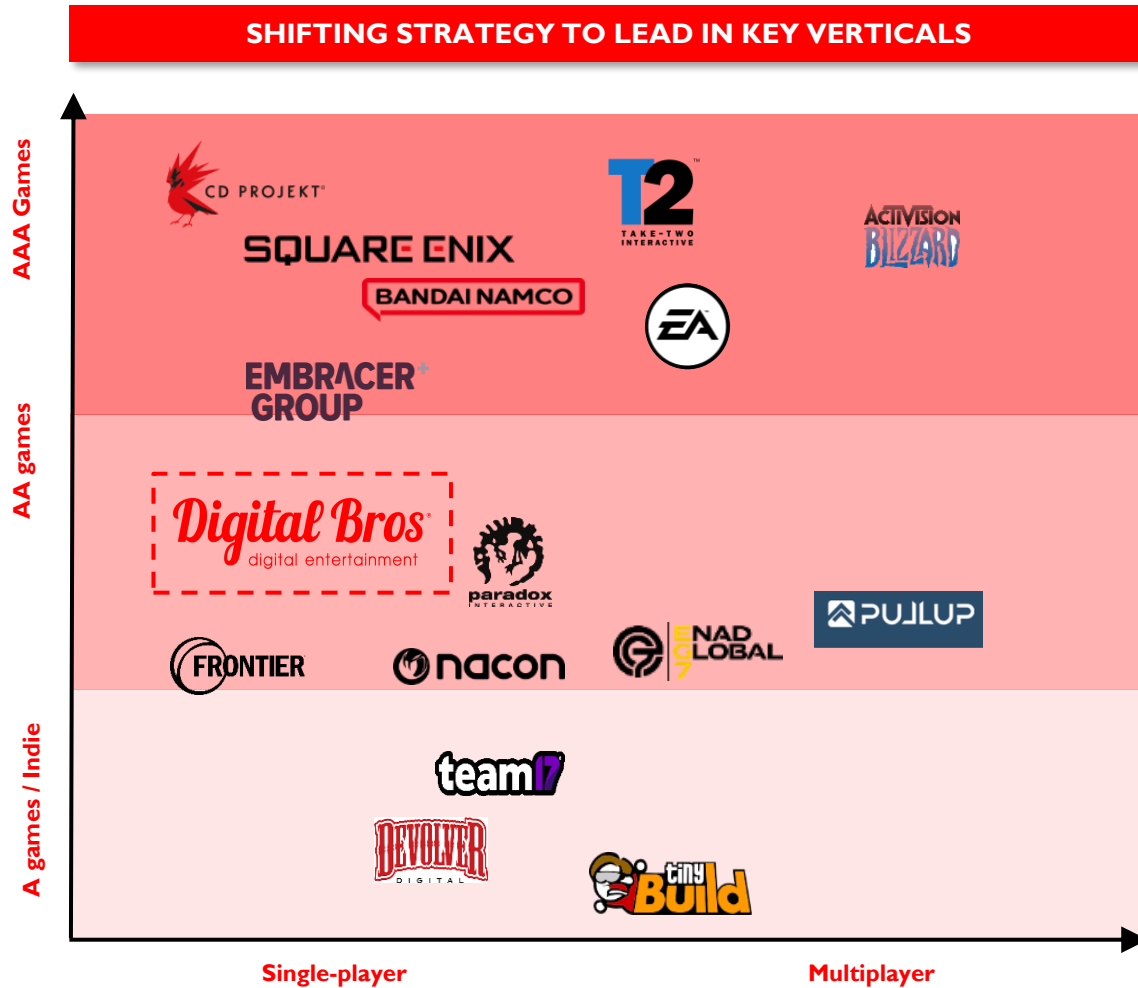 SHIFTING STRATEGY TO LEAD IN KEY VERTICALS
AAA Games
CD PROJEKT®
T2™
TAKE-TWO
INTERACTIVE
ACTIVISION
BLIZZARD
SQUARE ENIX
BANDAI NAMCO
EA
EMBRACER+
GROUP
AA games
Digital Bros®
digital entertainment
paradox
INTERACTIVE
PULLUP
FRONTIER
nacon
EG7
ENAD
GLOBAL
A games / Indie
team17
DEVOLVER
DIGITAL
tiny
Build
Single-player
Multiplayer